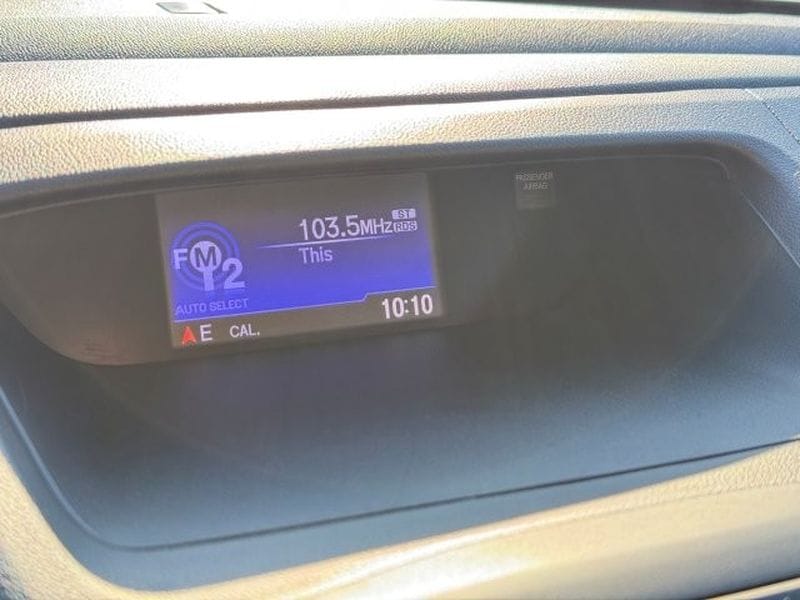 103.5MHz ST
RDS
FM2
This
AUTO SELECT
10:10
E CAL.
PASSENGER
AIRBAG